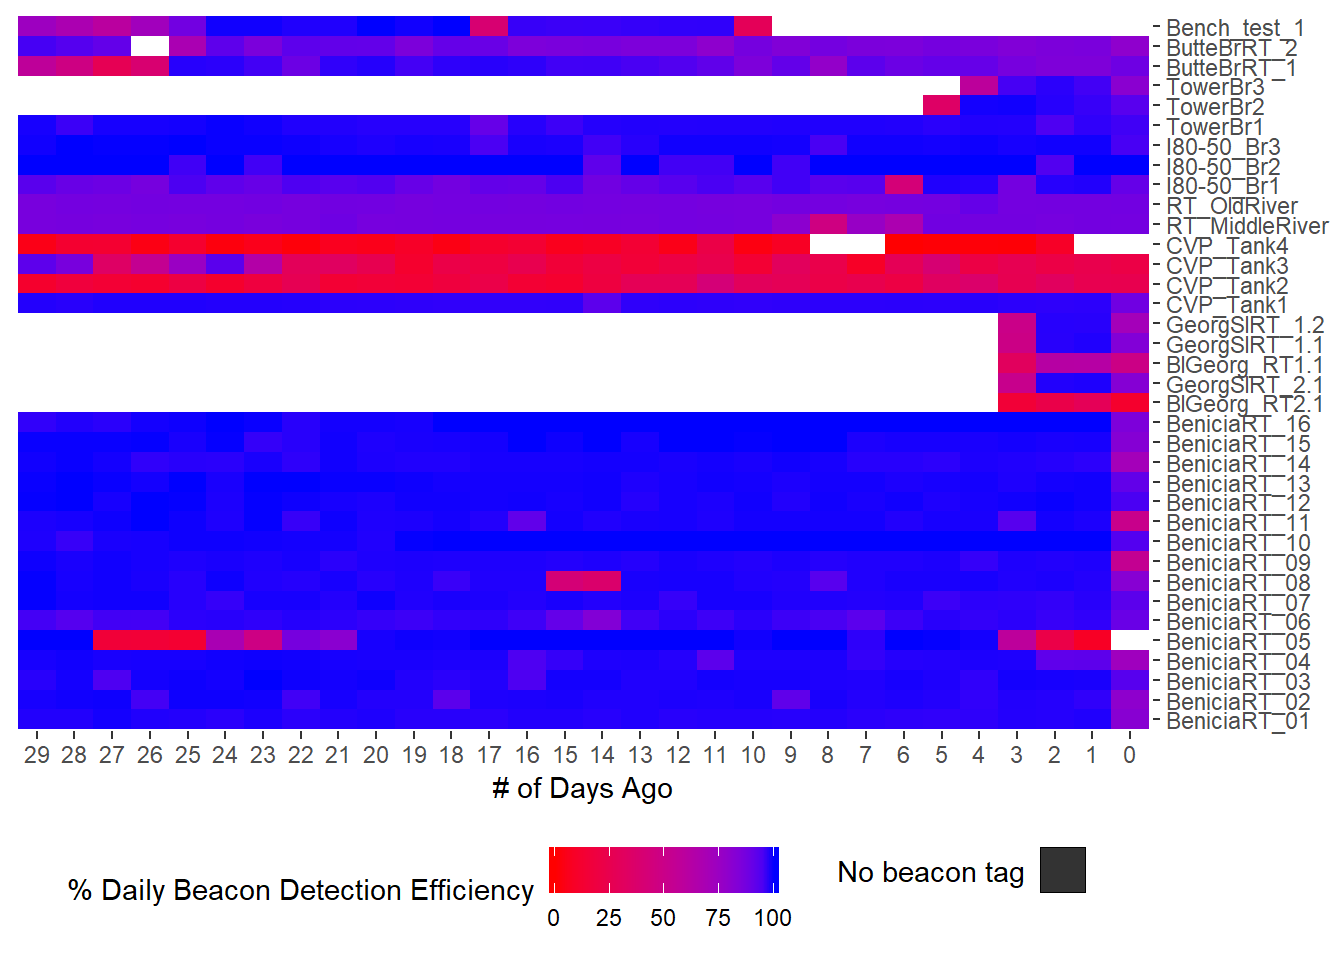 Bench_test_1
ButteBrRT_2
ButteBrRT_1
TowerBr3
TowerBr2
TowerBr1
I80-50_Br3
I80-50_Br2
I80-50_Br1
RT_OldRiver
RT_MiddleRiver
CVP_Tank4
CVP_Tank3
CVP_Tank2
CVP_Tank1
GeorgSlRT_1.2
GeorgSlRT_1.1
BlGeorg_RT1.1
GeorgSlRT_2.1
BlGeorg_RT2.1
BeniciaRT_16
BeniciaRT_15
BeniciaRT_14
BeniciaRT_13
BeniciaRT_12
BeniciaRT_11
BeniciaRT_10
BeniciaRT_09
BeniciaRT_08
BeniciaRT_07
BeniciaRT_06
BeniciaRT_05
BeniciaRT_04
BeniciaRT_03
BeniciaRT_02
BeniciaRT_01
29 28 27 26 25 24 23 22 21 20 19 18 17 16 15 14 13 12 11 10 9 8 7 6 5 4 3 2 1 0
# of Days Ago
% Daily Beacon Detection Efficiency
0 25 50 75 100
No beacon tag